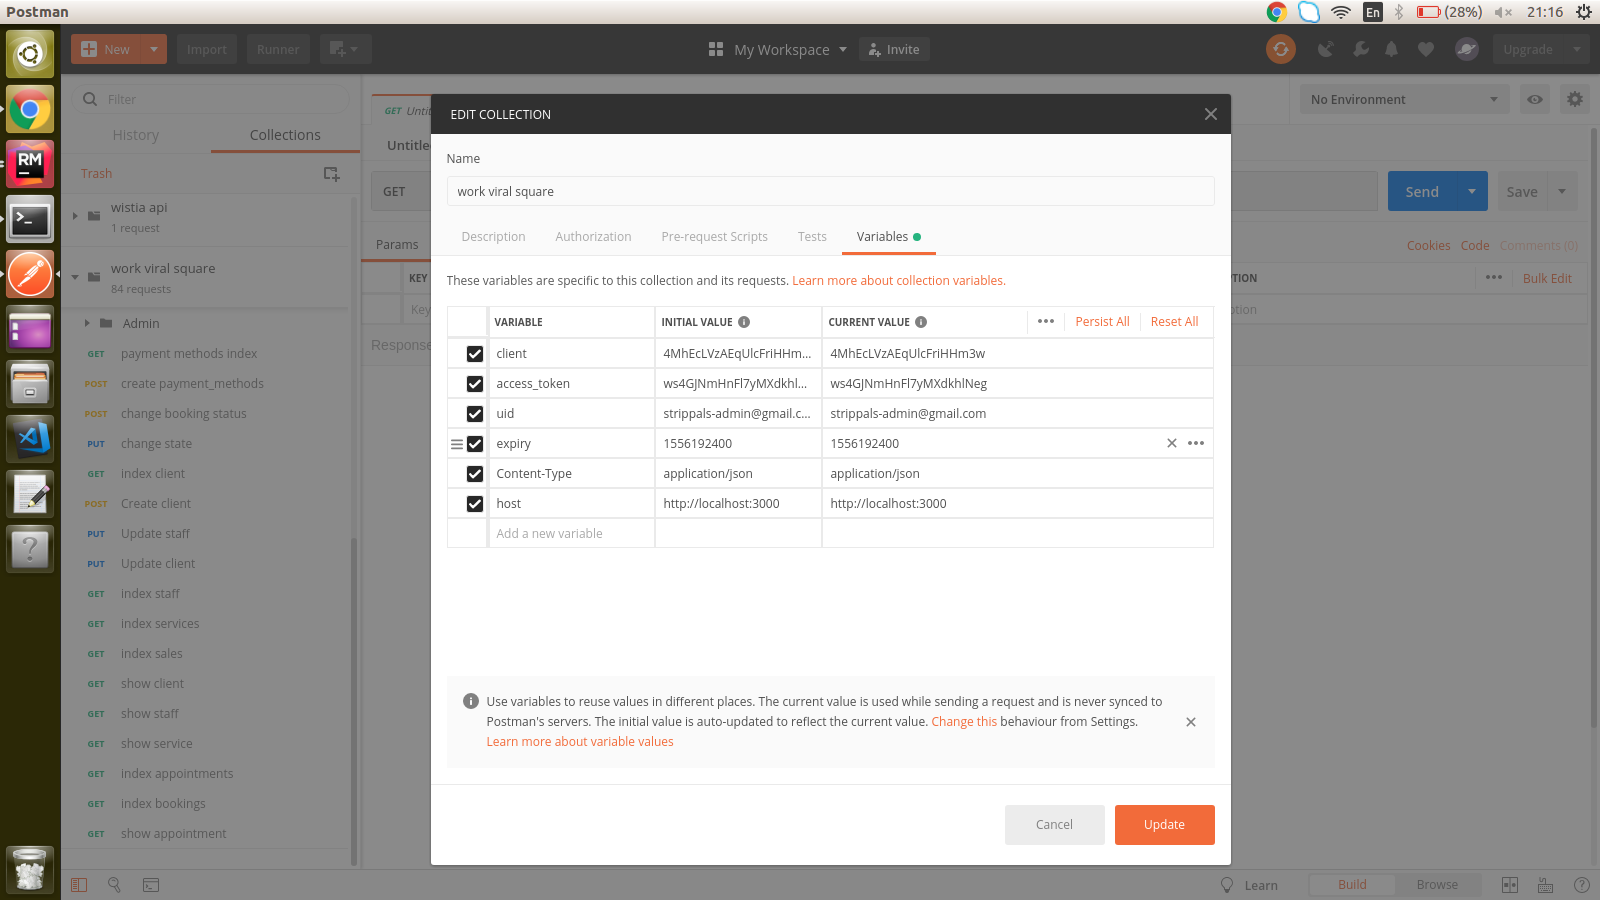 Postman
En
(28%)
21:16
New
Import
Runner
My Workspace
Invite
Upgrade
Filter
History
Collections
Trash
wistia api
1 request
work viral square
84 requests
Admin
GET payment methods index
POST create payment_methods
POST change booking status
PUT change state
GET index client
POST Create client
PUT Update staff
PUT Update client
GET index staff
GET index services
GET index sales
GET show client
GET show staff
GET show service
GET index appointments
GET index bookings
GET show appointment
GET
No Environment
GET
Send
Save
Params
Cookies
Code
Comments (0)
KEY
Bulk Edit
Response
EDIT COLLECTION
Name
work viral square
Description
Authorization
Pre-request Scripts
Tests
Variables
These variables are specific to this collection and its requests. Learn more about collection variables.
VARIABLE INITIAL VALUE CURRENT VALUE Persist All Reset All
client 4MhEcLVzAEqUlcFriHHm... 4MhEcLVzAEqUlcFriHHm3w
access_token ws4GJNmHnFl7yMXdkhl... ws4GJNmHnFl7yMXdkhlNeg
uid strippals-admin@gmail.c... strippals-admin@gmail.com
expiry 1556192400 1556192400
Content-Type application/json application/json
host http://localhost:3000 http://localhost:3000
Add a new variable
Use variables to reuse values in different places. The current value is used while sending a request and is never synced to
Postman's servers. The initial value is auto-updated to reflect the current value. Change this behaviour from Settings.
Learn more about variable values
Cancel
Update
Learn
Build
Browse
RM